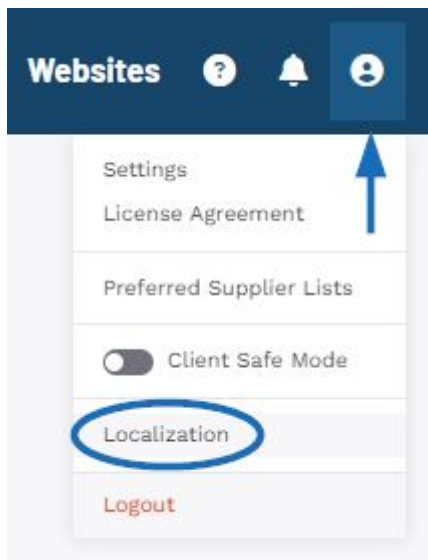 Websites
Settings
License Agreement
Preferred Supplier Lists
Client Safe Mode
Localization
Logout